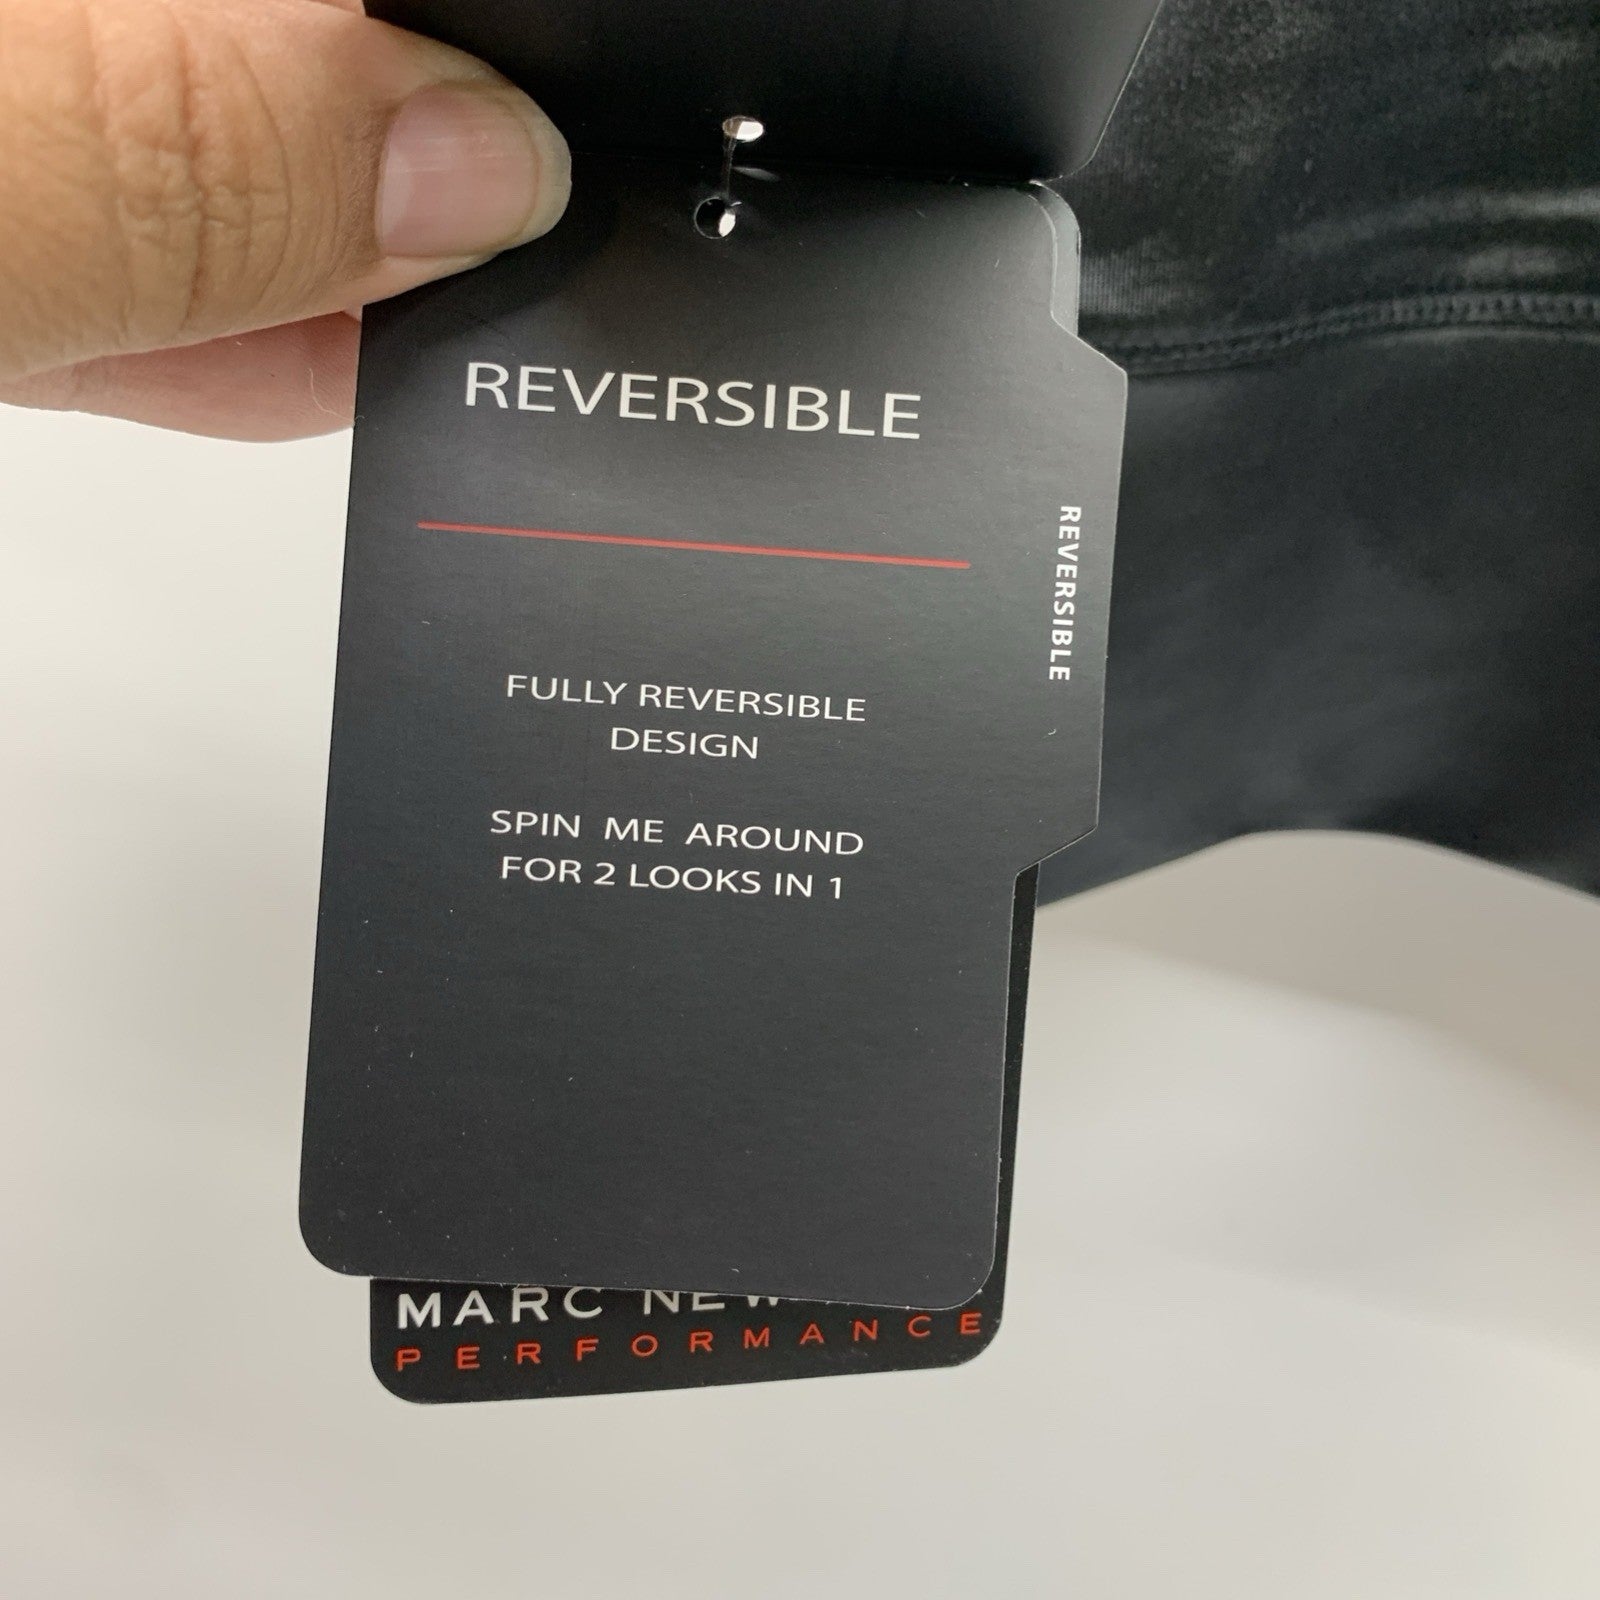 REVERSIBLE
REVERSIBLE
FULLY REVERSIBLE
DESIGN
SPIN ME AROUND
FOR 2 LOOKS IN 1
MARC
PERFORMANCE